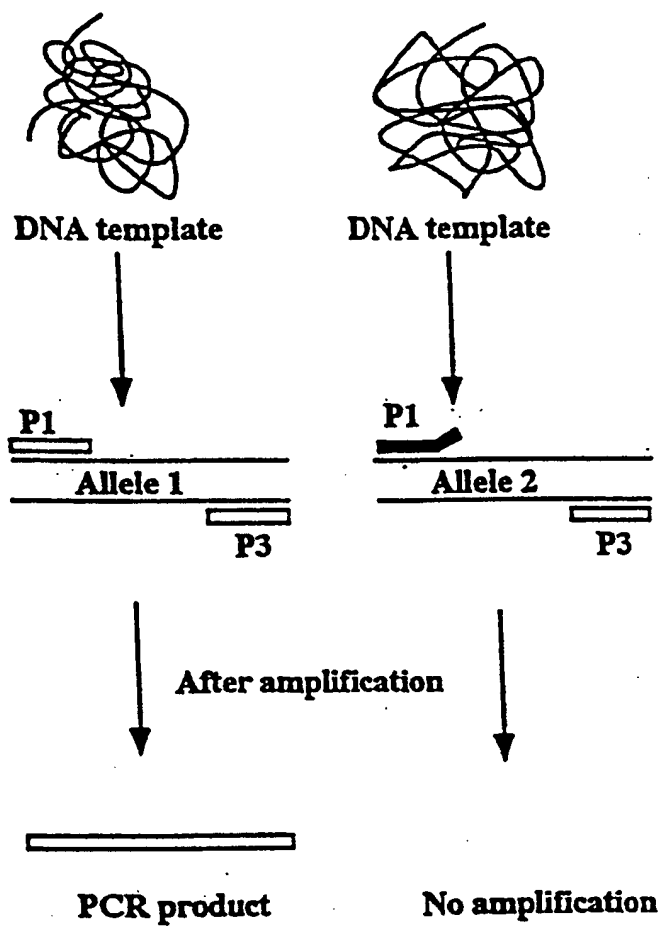 DNA template
DNA template
P1
P1
Allele 1
Allele 2
P3
P3
After amplification
PCR product
No amplification